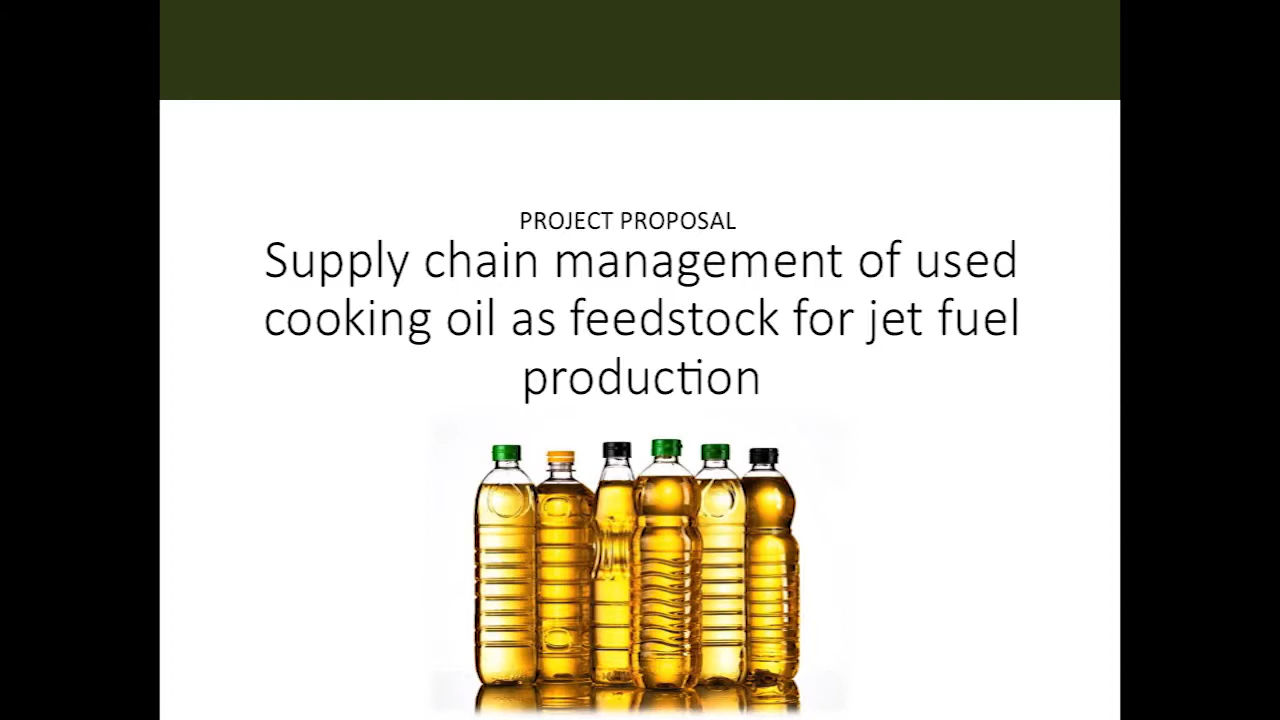 PROJECT PROPOSAL
Supply chain management of used
cooking oil as feedstock for jet fuel
production